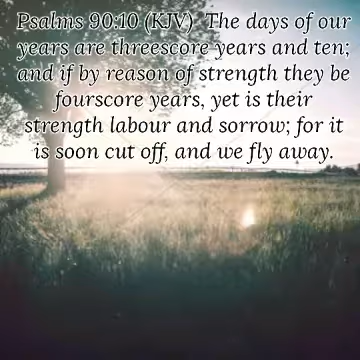 Psalms 90:10 (KJV) The days of our
years are threescore years and ten;
and if by reason of strength they be
fourscore years, yet is their
strength labour and sorrow; for it
is soon cut off, and we fly away.